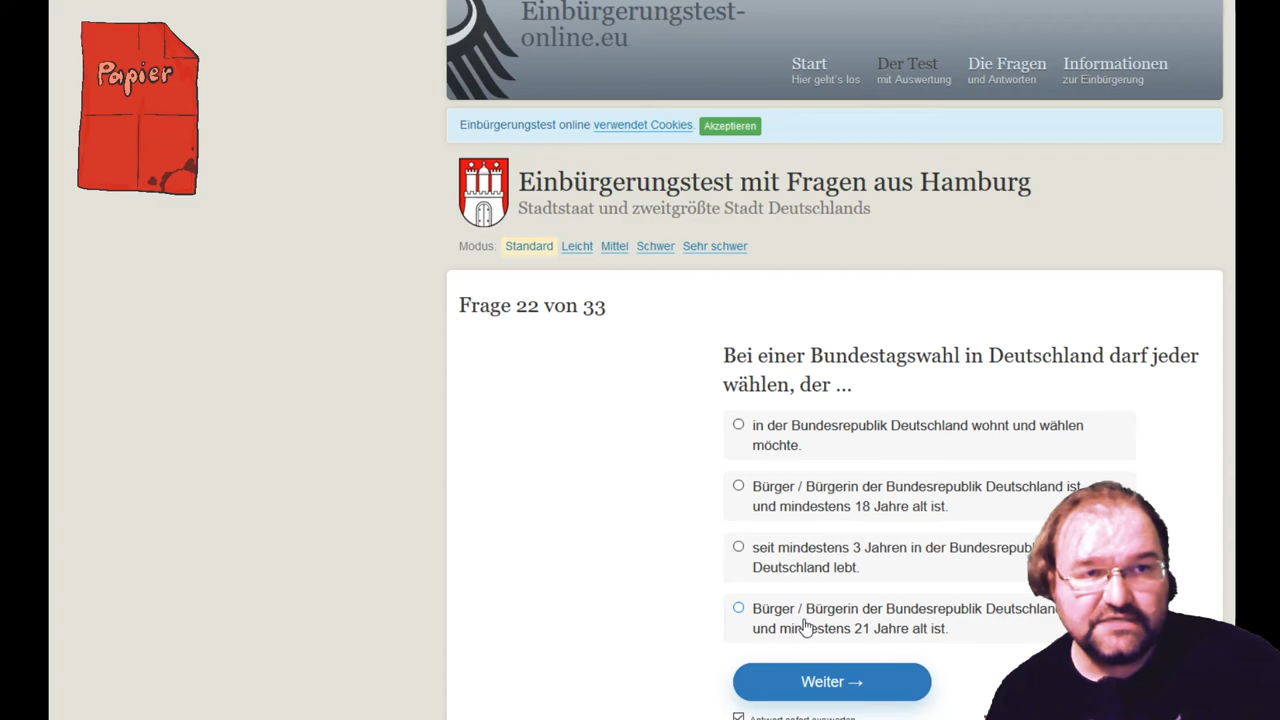 Papier
Einbürgerungstest-
online.eu
Start
Hier geht's los
Der Test
mit Auswertung
Die Fragen
und Antworten
Informationen
zur Einbürgerung
Einbürgerungstest online verwendet Cookies. Akzeptieren
Einbürgerungstest mit Fragen aus Hamburg
Stadtstaat und zweitgrößte Stadt Deutschlands
Modus: Standard Leicht Mittel Schwer Sehr schwer
Frage 22 von 33
Bei einer Bundestagswahl in Deutschland darf jeder
wählen, der ...
in der Bundesrepublik Deutschland wohnt und wählen
möchte.
Bürger / Bürgerin der Bundesrepublik Deutschland ist
und mindestens 18 Jahre alt ist.
seit mindestens 3 Jahren in der
Deutschland lebt.
Bürger / Bürgerin der Bundesrepublik
und mindestens 21 Jahre alt ist.
Weiter →
Antwort sofort auswerten